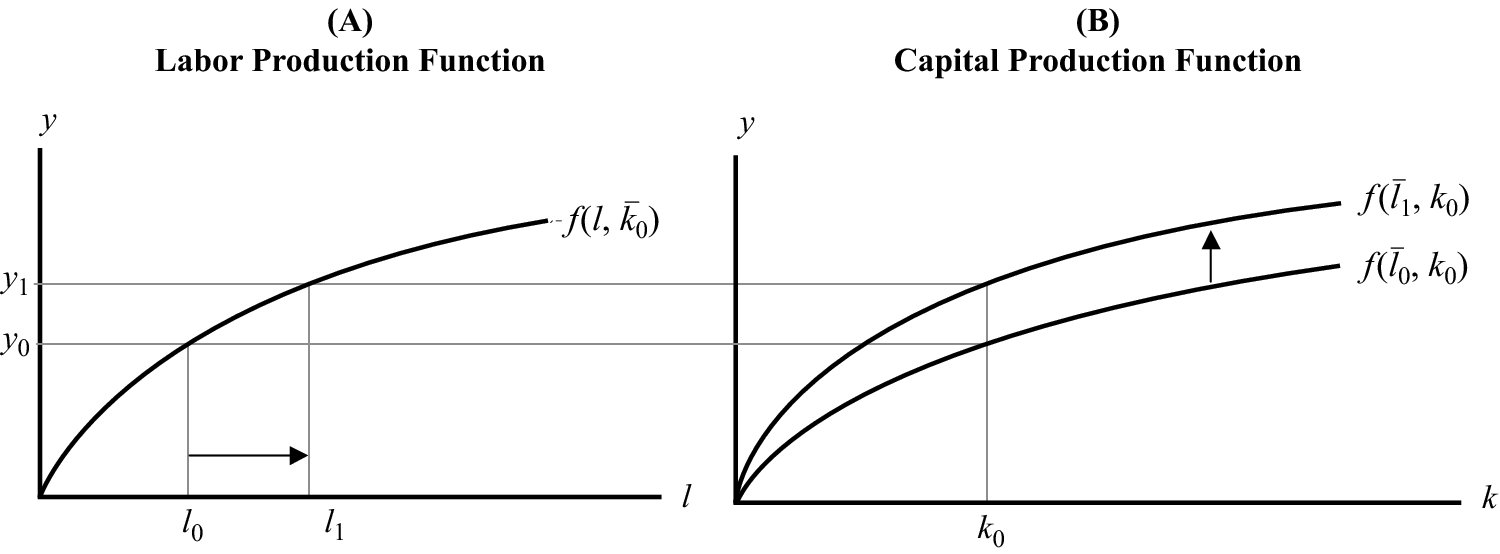 (A)
Labor Production Function
(B)
Capital Production Function
y
f(l, k̄₀)
y₁
y₀
l₀
l₁
l
y
f(l̄₁, k₀)
f(l̄₀, k₀)
k₀
k